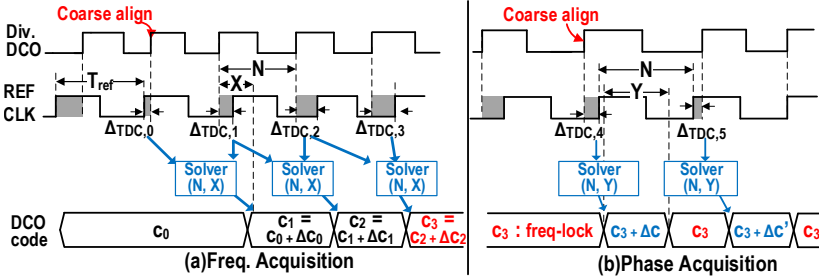 Coarse align
Div.
DCO
N
X
T_ref
REF
CLK
Δ_TDC,0
Δ_TDC,1
Δ_TDC,2
Δ_TDC,3
Solver
(N, X)
Solver
(N, X)
Solver
(N, X)
DCO
code
c_0
c_1 =
c_0 + Δc_0
c_2 =
c_1 + Δc_1
c_3 =
c_2 + Δc_2
(a)Freq. Acquisition
Coarse align
N
Y
Δ_TDC,4
Δ_TDC,5
Solver
(N, Y)
Solver
(N, Y)
c_3 : freq-lock
c_3 + Δc
c_3
c_3 + Δc'
c_3
(b)Phase Acquisition